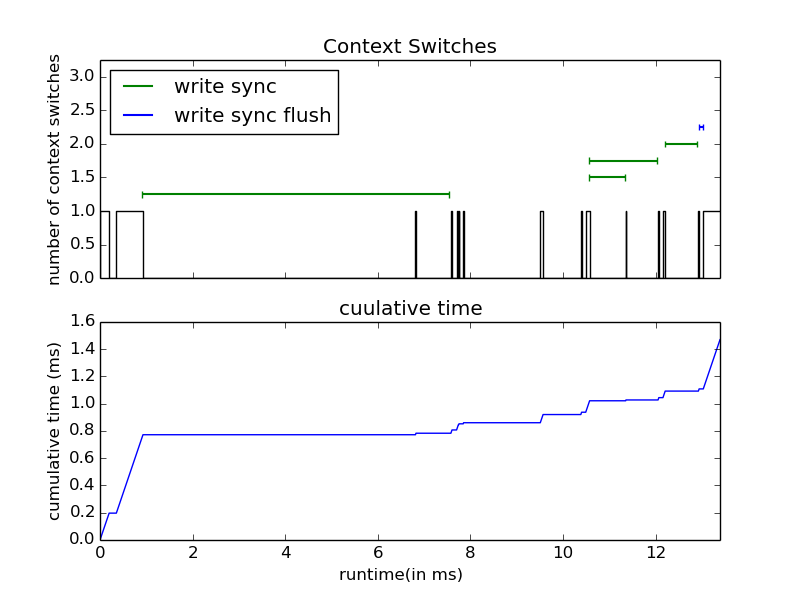 Context Switches
number of context switches
3.0
2.5
2.0
1.5
1.0
0.5
0.0
write sync
write sync flush
cuulative time
cumulative time (ms)
1.6
1.4
1.2
1.0
0.8
0.6
0.4
0.2
0.0
0 2 4 6 8 10 12
runtime(in ms)